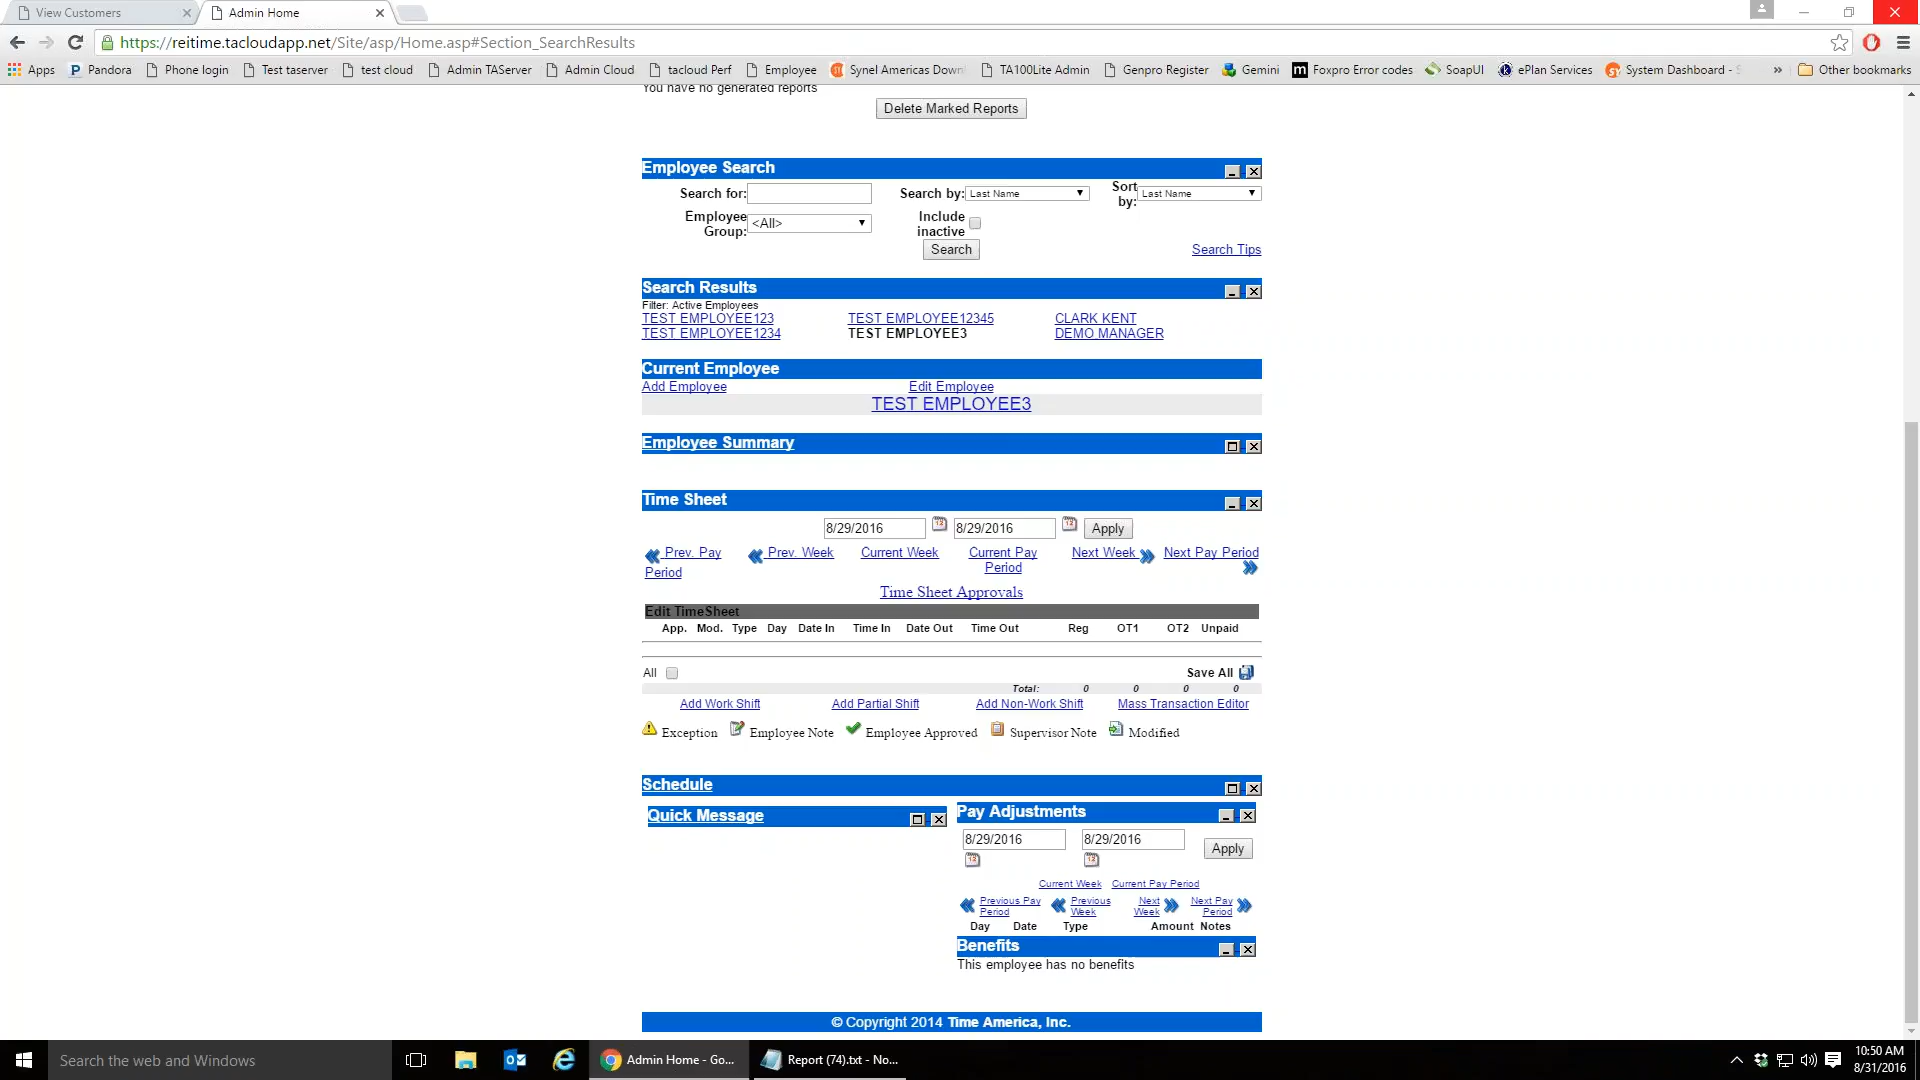 View Customers
Admin Home
https://reitime.tacloudapp.net/Site/asp/Home.asp#Section_SearchResults
Apps Pandora Phone login Test taserver test cloud Admin TAServer Admin Cloud tacloud Perf Employee Synel Americas Down TA100Lite Admin Genpro Register Gemini Foxpro Error codes SoapUI ePlan Services System Dashboard - » Other bookmarks
You have no generated reports
Delete Marked Reports
Employee Search
Search for: Search by: Last Name Sort by: Last Name
Employee Group: <All> Include inactive
Search Search Tips
Search Results
Filter: Active Employees
TEST EMPLOYEE123 TEST EMPLOYEE12345 CLARK KENT
TEST EMPLOYEE1234 TEST EMPLOYEE3 DEMO MANAGER
Current Employee
Add Employee Edit Employee
TEST EMPLOYEE3
Employee Summary
Time Sheet
8/29/2016 8/29/2016 Apply
Prev. Pay Period Prev. Week Current Week Current Pay Period Next Week Next Pay Period
Time Sheet Approvals
Edit TimeSheet
App. Mod. Type Day Date In Time In Date Out Time Out Reg OT1 OT2 Unpaid
All Save All
Total: 0 0 0 0
Add Work Shift Add Partial Shift Add Non-Work Shift Mass Transaction Editor
Exception Employee Note Employee Approved Supervisor Note Modified
Schedule
Quick Message
Pay Adjustments
8/29/2016 8/29/2016 Apply
Current Week Current Pay Period
Previous Pay Period Previous Week Next Week Next Pay Period
Day Date Type Amount Notes
Benefits
This employee has no benefits
© Copyright 2014 Time America, Inc.
Search the web and Windows
Admin Home - Go...
Report (74).txt - No...
10:50 AM
8/31/2016